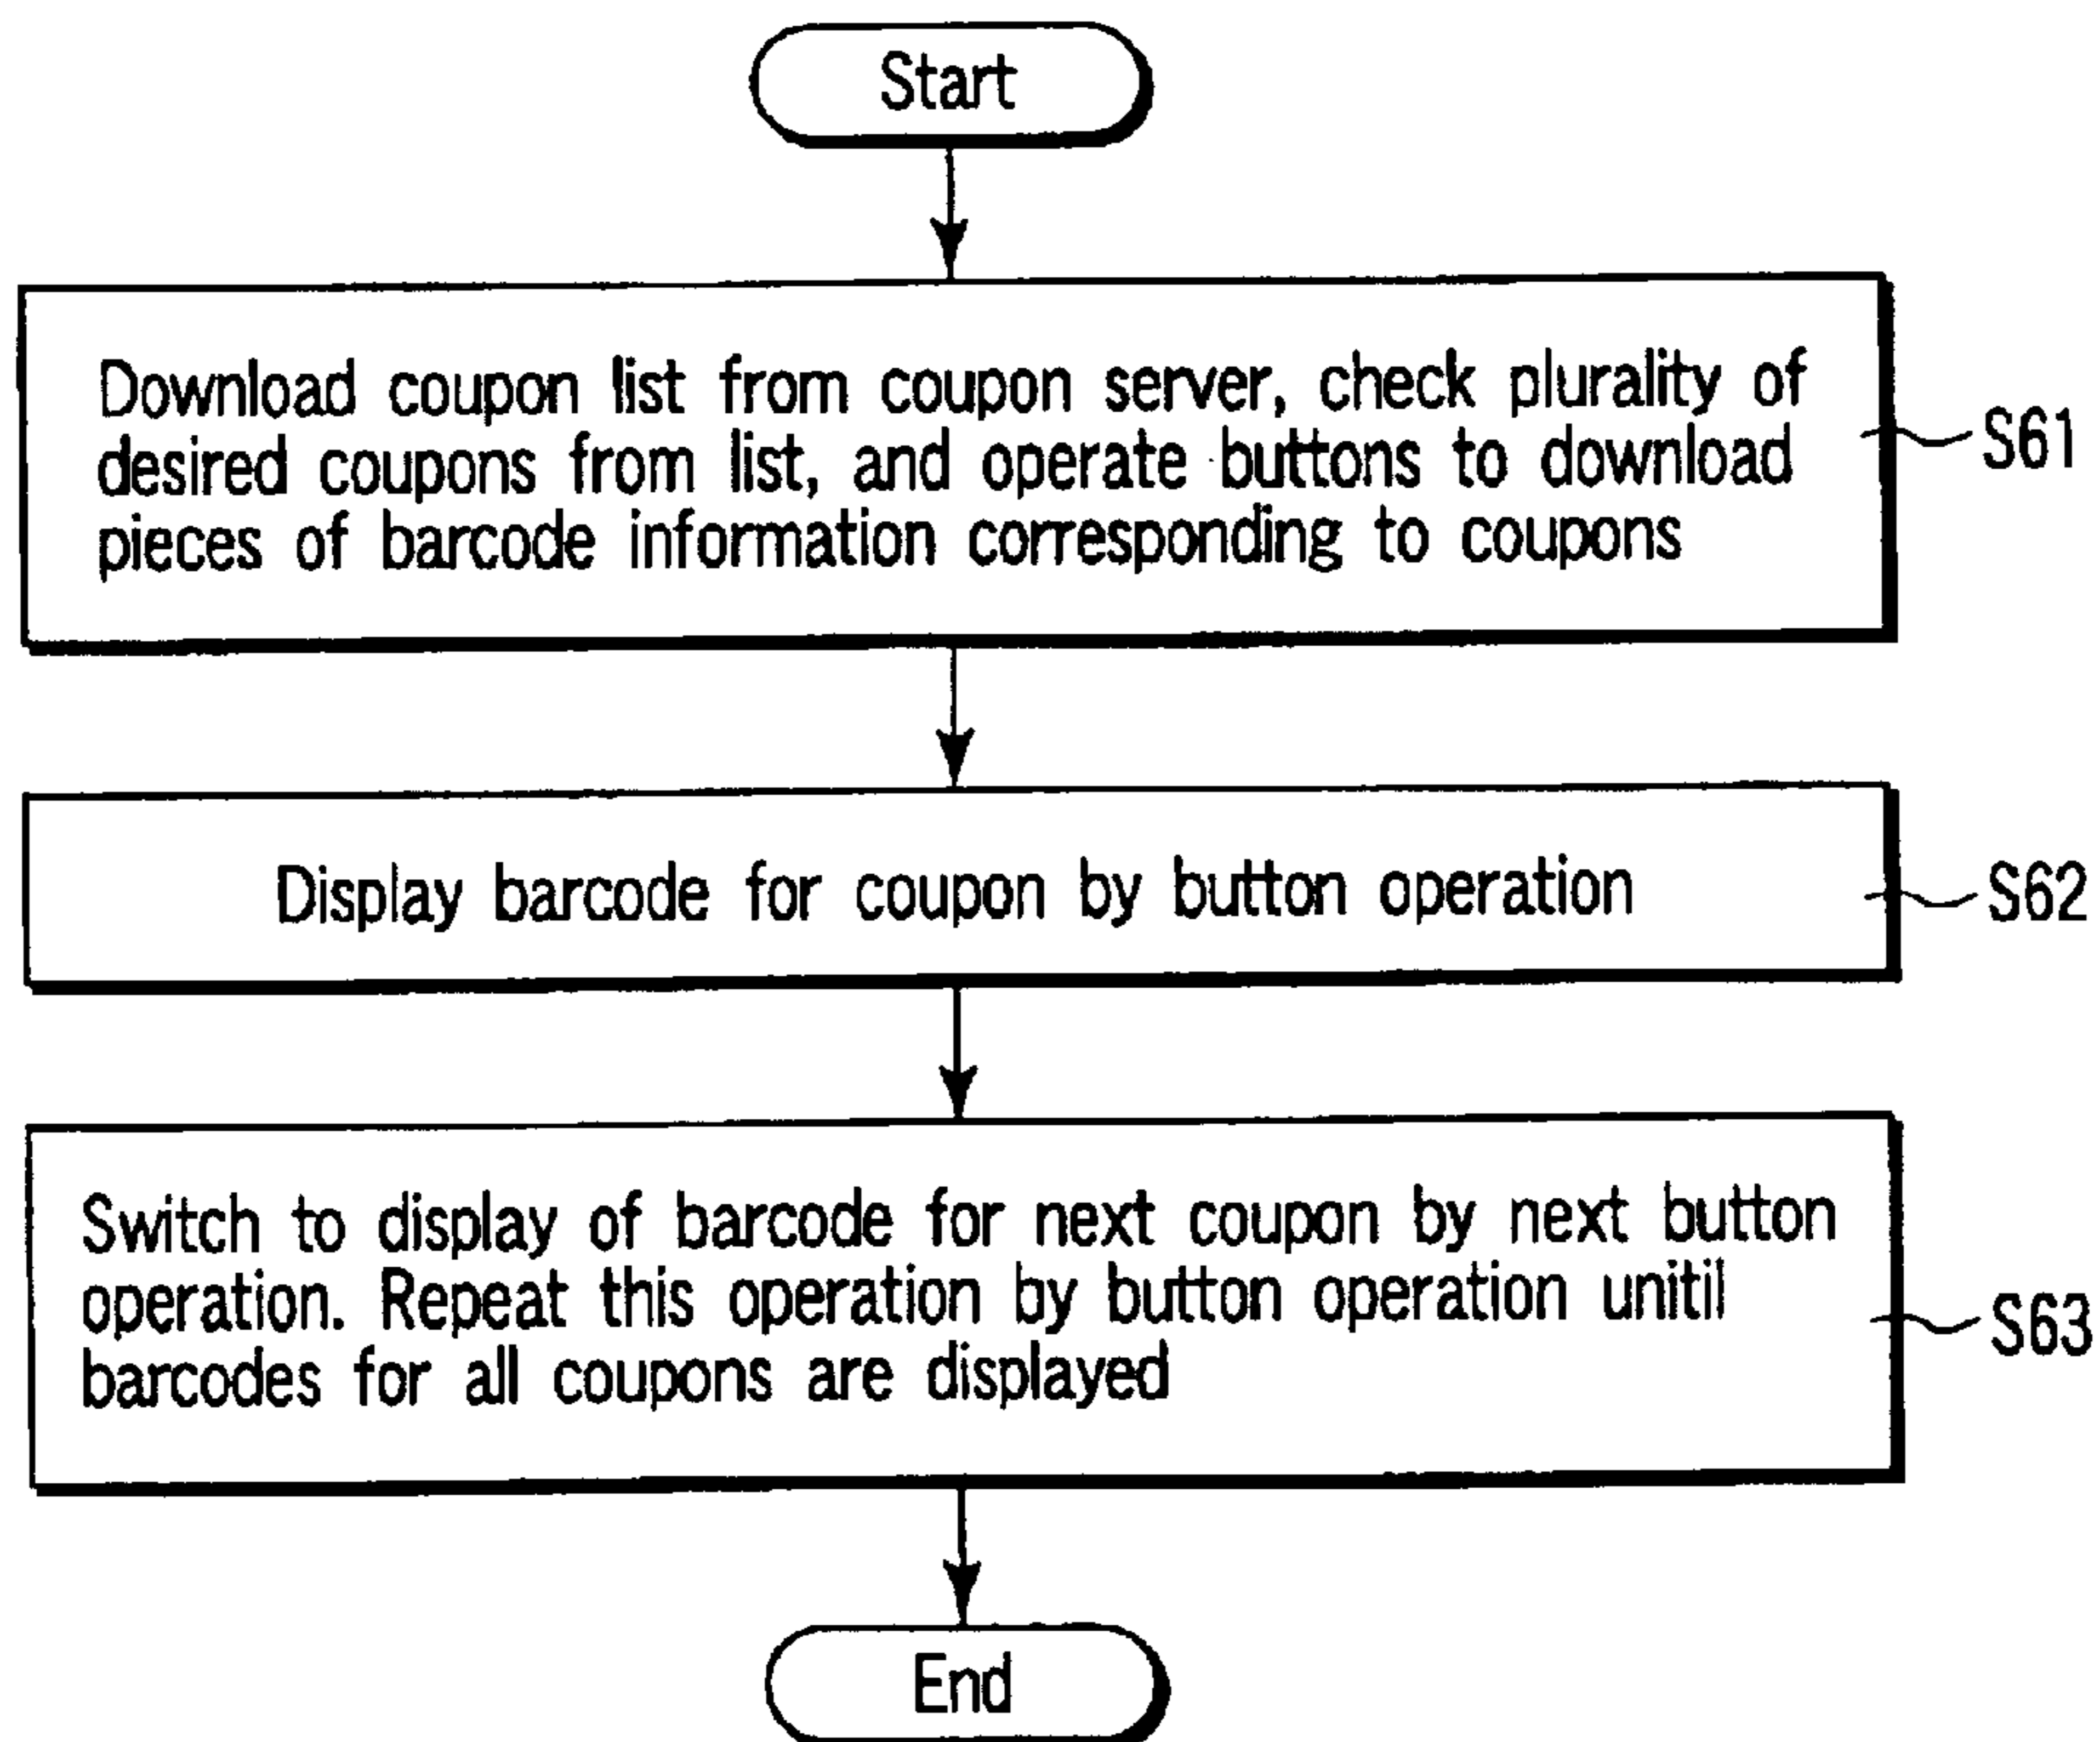 Start
Download coupon list from coupon server, check plurality of
desired coupons from list, and operate buttons to download
pieces of barcode information corresponding to coupons
S61
Display barcode for coupon by button operation
S62
Switch to display of barcode for next coupon by next button
operation. Repeat this operation by button operation unitil
barcodes for all coupons are displayed
S63
End